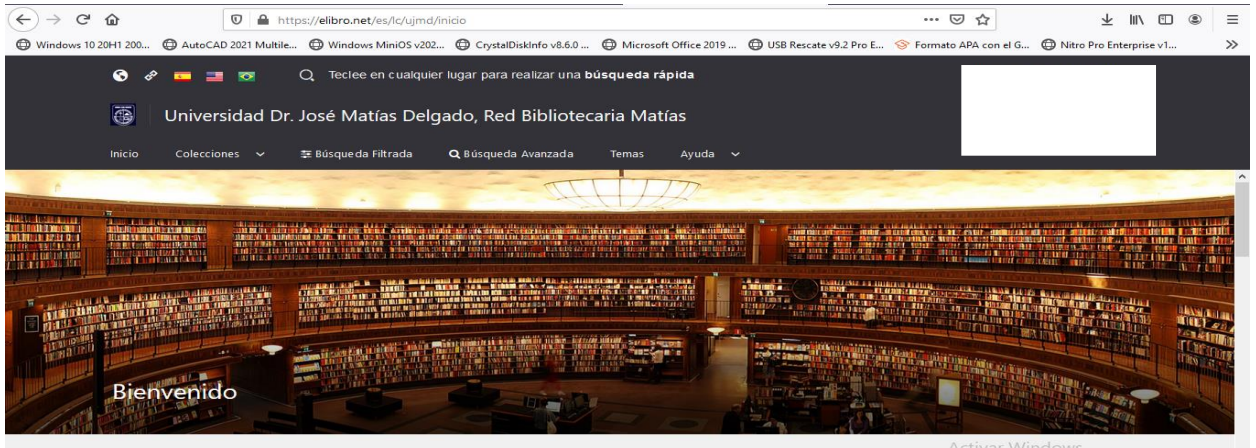 https://elibro.net/es/lc/ujmd/inicio
Windows 10 20H1 200... AutoCAD 2021 Multile... Windows MiniOS v202... CrystalDiskInfo v8.6.0 ... Microsoft Office 2019 ... USB Rescate v9.2 Pro E... Formato APA con el G... Nitro Pro Enterprise v1...
Teclee en cualquier lugar para realizar una búsqueda rápida
Universidad Dr. José Matías Delgado, Red Bibliotecaria Matías
Inicio Colecciones Búsqueda Filtrada Búsqueda Avanzada Temas Ayuda
Bienvenido
Activar Windows